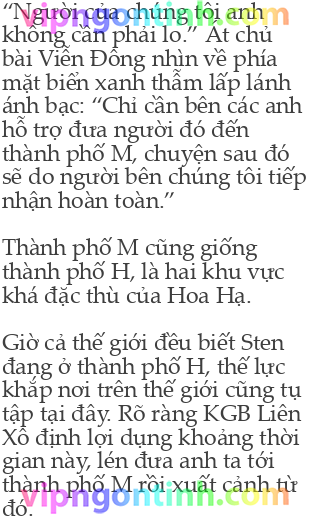 “Người của chúng tôi anh
không cần phải lo.” Át chủ
bài Viễn Đông nhìn về phía
mặt biển xanh thẫm lấp lánh
ánh bạc: “Chỉ cần bên các anh
hỗ trợ đưa người đó đến
thành phố M, chuyện sau đó
sẽ do người bên chúng tôi tiếp
nhận hoàn toàn.”
Thành phố M cũng giống
thành phố H, là hai khu vực
khá đặc thù của Hoa Hạ.
Giờ cả thế giới đều biết Sten
đang ở thành phố H, thế lực
khắp nơi trên thế giới cũng tụ
tập tại đây. Rõ ràng KGB Liên
Xô định lợi dụng khoảng thời
gian này, lén đưa anh ta tới
thành phố M rồi xuất cảnh từ
đó.
vipngontinh.com
vipngontinh.com